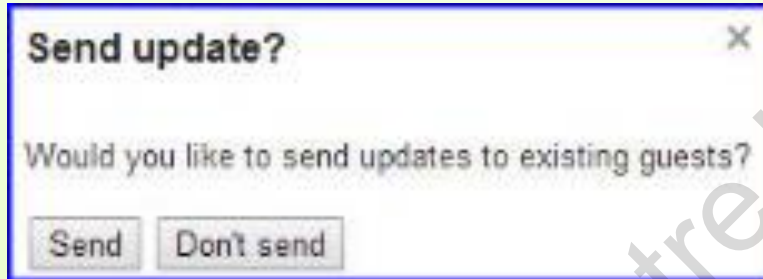 Send update?
Would you like to send updates to existing guests?
Send Don't send